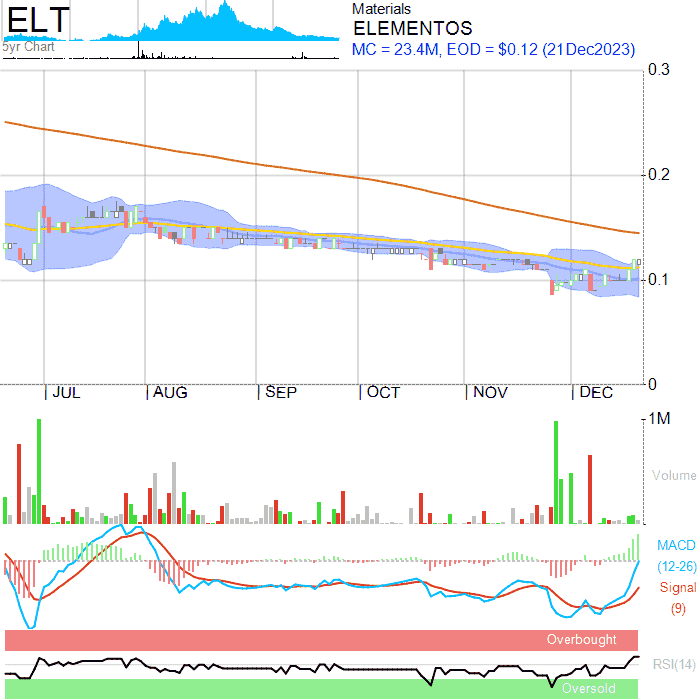 ELT
5yr Chart
Materials
ELEMENTOS
MC = 23.4M, EOD = $0.12 (21Dec2023)
0.3
0.2
0.1
0
JUL AUG SEP OCT NOV DEC
1M
Volume
MACD
(12-26)
Signal
(9)
Overbought
RSI(14)
Oversold